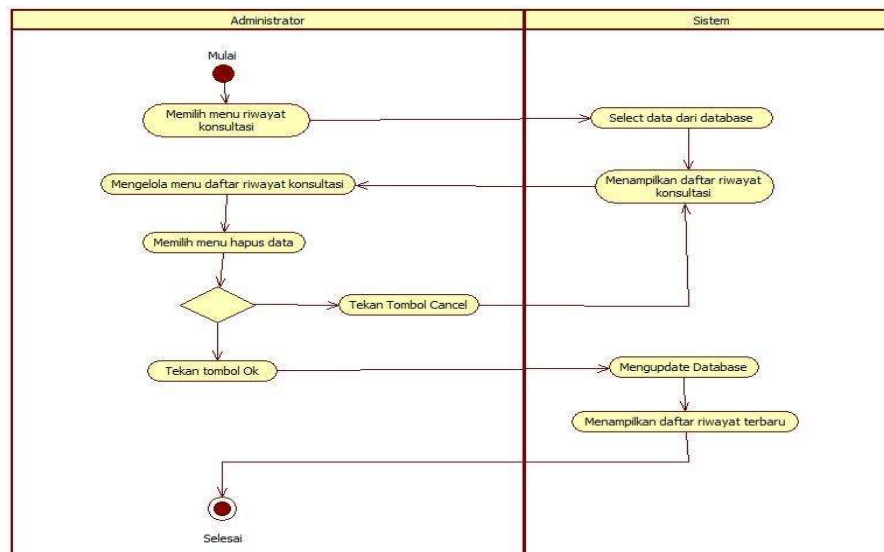 Administrator
Sistem
Mulai
Memilih menu riwayat
konsultasi
Select data dari database
Mengelola menu daftar riwayat konsultasi
Menampilkan daftar riwayat
konsultasi
Memilih menu hapus data
Tekan Tombol Cancel
Tekan tombol Ok
Mengupdate Database
Menampilkan daftar riwayat terbaru
Selesai